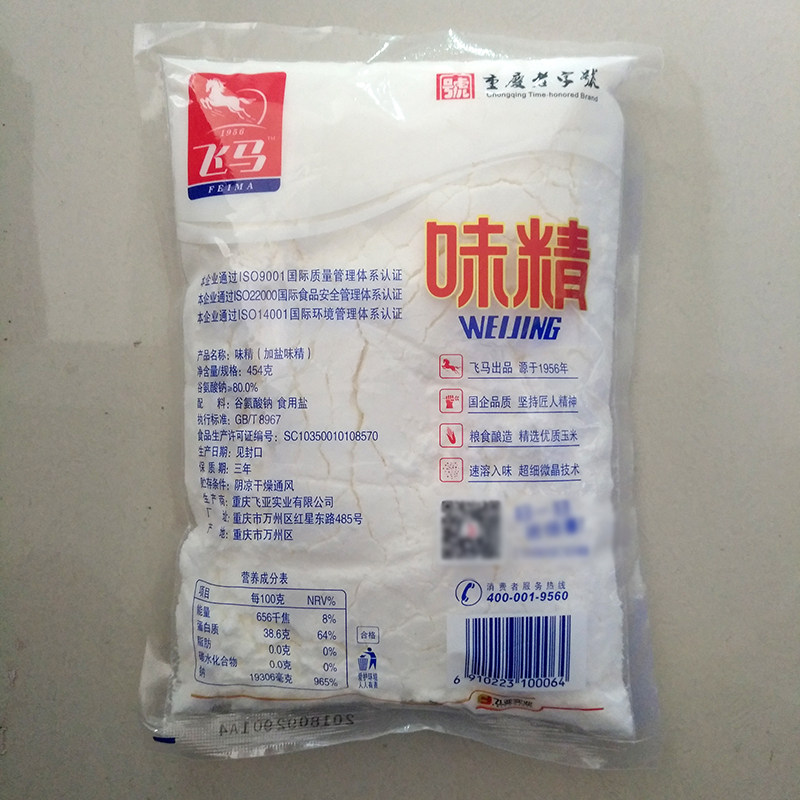 號 重慶老字號
Chongqing Time-honored Brand
1956
飞马
TM
FEIMA
味精
WEIJING
本企业通过ISO9001国际质量管理体系认证
本企业通过ISO22000国际食品安全管理体系认证
本企业通过ISO14001国际环境管理体系认证
产品名称：味精（加盐味精）
净含量/规格：454克
谷氨酸钠≥80.0%
配 料：谷氨酸钠 食用盐
执行标准：GB/T 8967
食品生产许可证编号：SC10350010108570
生产日期：见封口
保 质 期：三年
贮存条件：阴凉干燥通风
生 产 商：重庆飞亚实业有限公司
厂 址：重庆市万州区红星东路485号
产 地：重庆市万州区
飞马出品 源于1956年
国企品质 坚持匠人精神
粮食酿造 精选优质玉米
速溶入味 超细微晶技术
消费者服务热线
400-001-9560
营养成分表
项目 每100克 NRV%
能量 656千焦 8%
蛋白质 38.6克 64%
脂肪 0.0克 0%
碳水化合物 0.0克 0%
钠 19306毫克 965%
合格
爱护环境
人人有责
6 910223 100064
2018092901A4